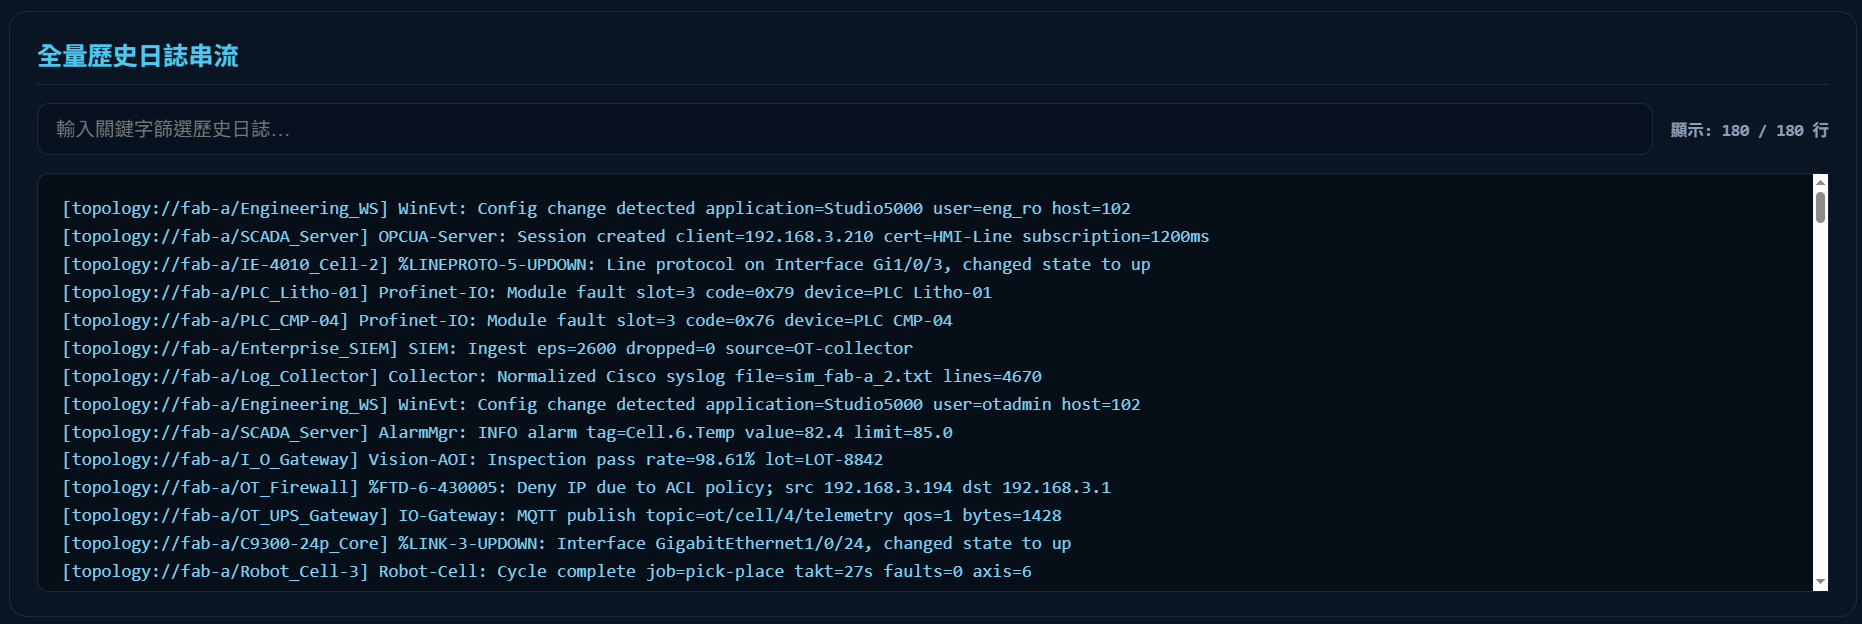 全量歷史日誌串流
輸入關鍵字篩選歷史日誌...
顯示: 180 / 180 行
[topology://fab-a/Engineering_WS] WinEvt: Config change detected application=Studio5000 user=eng_ro host=102
[topology://fab-a/SCADA_Server] OPCUA-Server: Session created client=192.168.3.210 cert=HMI-Line subscription=1200ms
[topology://fab-a/IE-4010_Cell-2] %LINEPROTO-5-UPDOWN: Line protocol on Interface Gi1/0/3, changed state to up
[topology://fab-a/PLC_Litho-01] Profinet-IO: Module fault slot=3 code=0x79 device=PLC Litho-01
[topology://fab-a/PLC_CMP-04] Profinet-IO: Module fault slot=3 code=0x76 device=PLC CMP-04
[topology://fab-a/Enterprise_SIEM] SIEM: Ingest eps=2600 dropped=0 source=OT-collector
[topology://fab-a/Log_Collector] Collector: Normalized Cisco syslog file=sim_fab-a_2.txt lines=4670
[topology://fab-a/Engineering_WS] WinEvt: Config change detected application=Studio5000 user=otadmin host=102
[topology://fab-a/SCADA_Server] AlarmMgr: INFO alarm tag=Cell.6.Temp value=82.4 limit=85.0
[topology://fab-a/I_O_Gateway] Vision-AOI: Inspection pass rate=98.61% lot=LOT-8842
[topology://fab-a/OT_Firewall] %FTD-6-430005: Deny IP due to ACL policy; src 192.168.3.194 dst 192.168.3.1
[topology://fab-a/OT_UPS_Gateway] IO-Gateway: MQTT publish topic=ot/cell/4/telemetry qos=1 bytes=1428
[topology://fab-a/C9300-24p_Core] %LINK-3-UPDOWN: Interface GigabitEthernet1/0/24, changed state to up
[topology://fab-a/Robot_Cell-3] Robot-Cell: Cycle complete job=pick-place takt=27s faults=0 axis=6